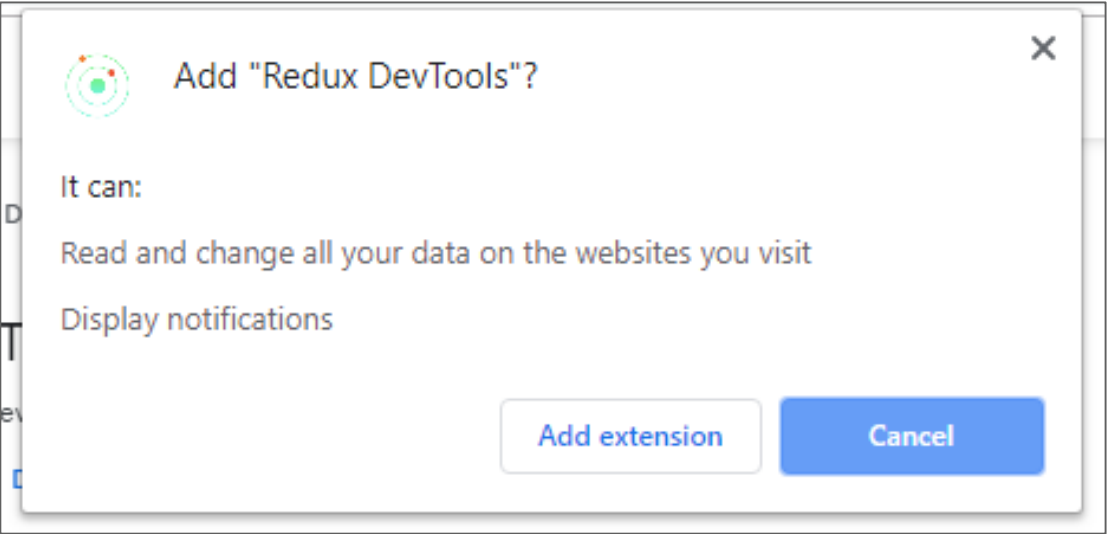 Add "Redux DevTools"?
It can:
D
Read and change all your data on the websites you visit
Display notifications
T
ev
Add extension
Cancel